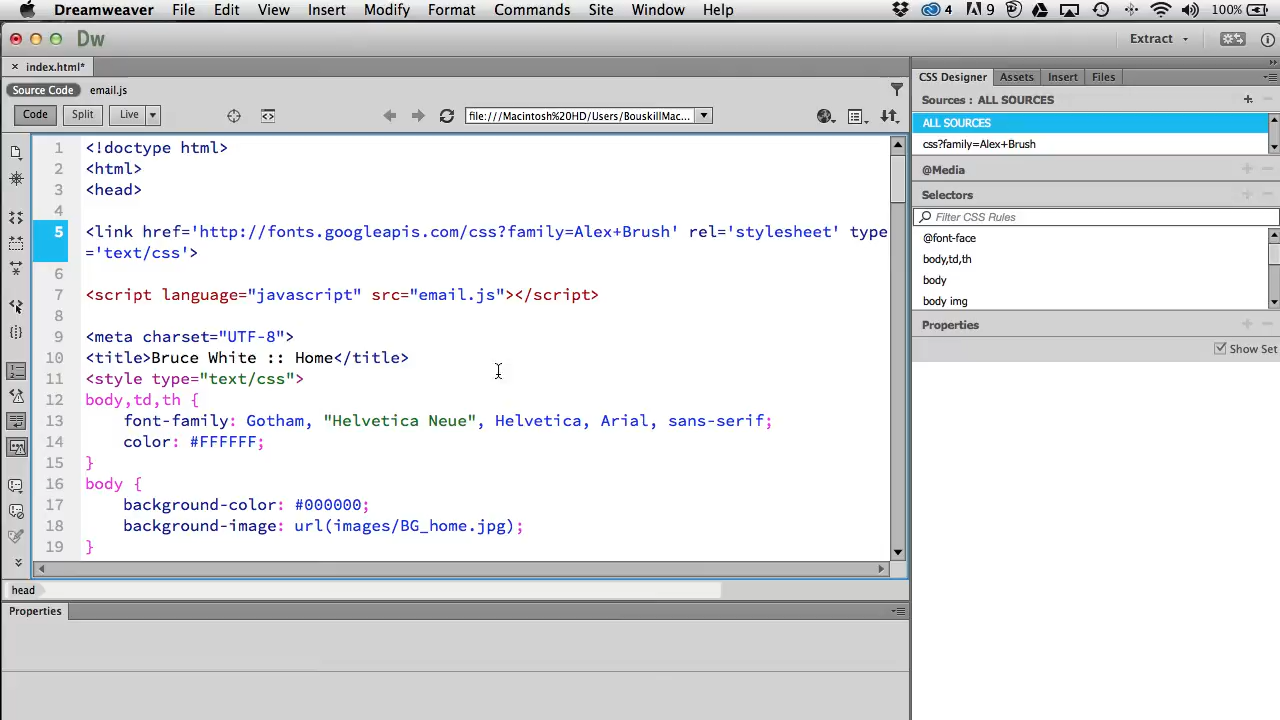 Dreamweaver File Edit View Insert Modify Format Commands Site Window Help 4 9 100%
Dw Extract
index.html*
Source Code email.js
Code Split Live file:///Macintosh%20HD/Users/BouskillMac...
1 <!doctype html>
2 <html>
3 <head>
4
5 <link href='http://fonts.googleapis.com/css?family=Alex+Brush' rel='stylesheet' type
='text/css'>
6
7 <script language="javascript" src="email.js"></script>
8
9 <meta charset="UTF-8">
10 <title>Bruce White :: Home</title>
11 <style type="text/css">
12 body,td,th {
13 font-family: Gotham, "Helvetica Neue", Helvetica, Arial, sans-serif;
14 color: #FFFFFF;
15 }
16 body {
17 background-color: #000000;
18 background-image: url(images/BG_home.jpg);
19 }
head
Properties
CSS Designer Assets Insert Files
Sources : ALL SOURCES
ALL SOURCES
css?family=Alex+Brush
@Media
Selectors
Filter CSS Rules
@font-face
body,td,th
body
body img
Properties
Show Set